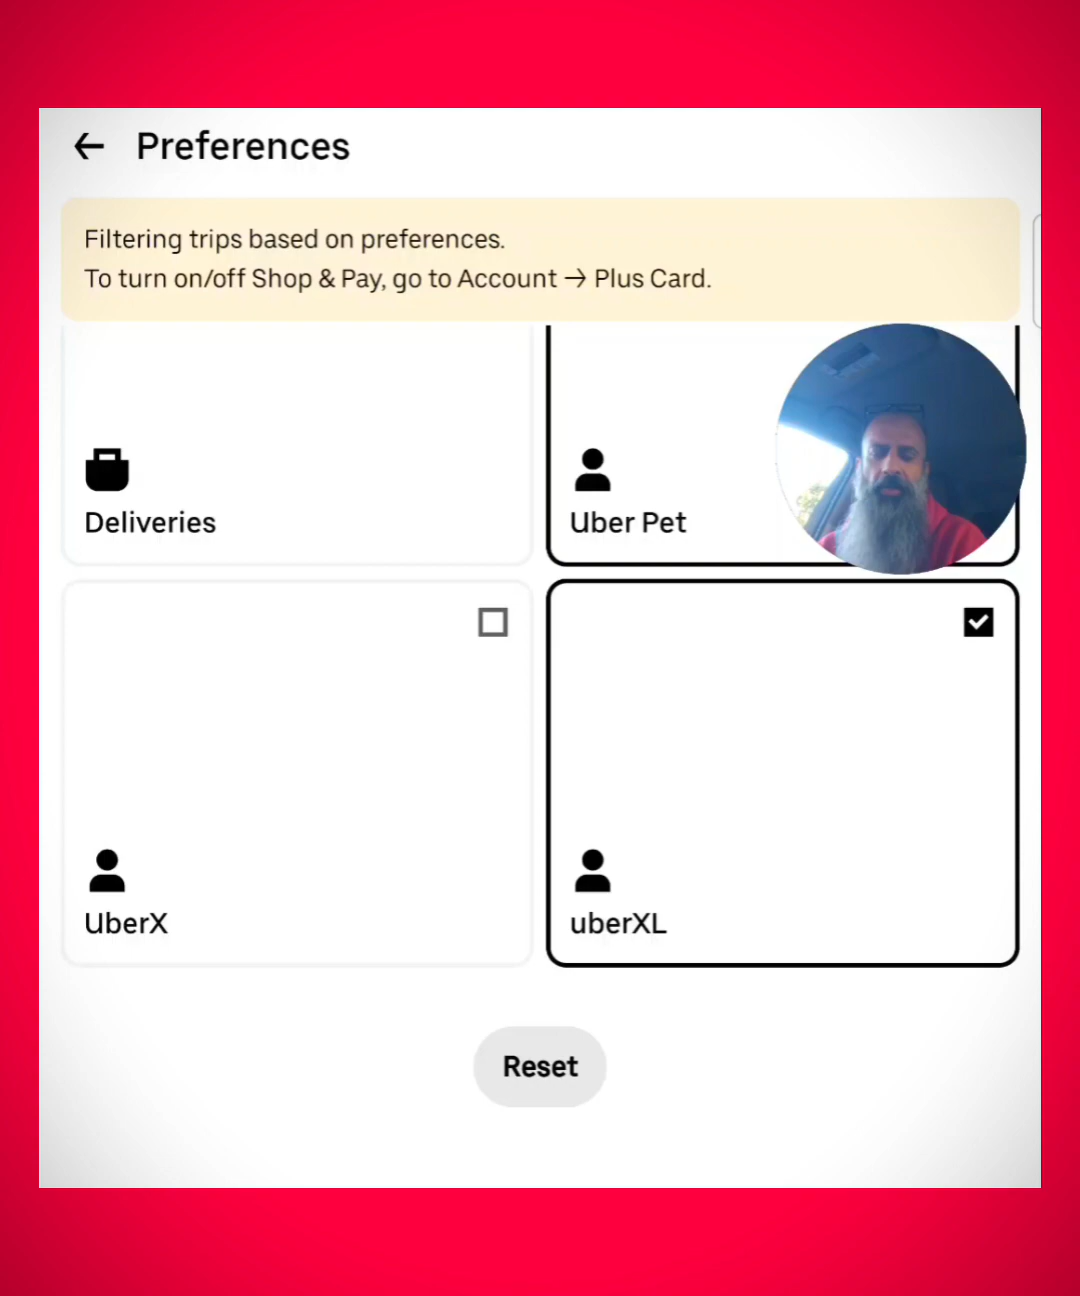 Preferences
Filtering trips based on preferences.
To turn on/off Shop & Pay, go to Account → Plus Card.
Deliveries
Uber Pet
UberX
uberXL
Reset